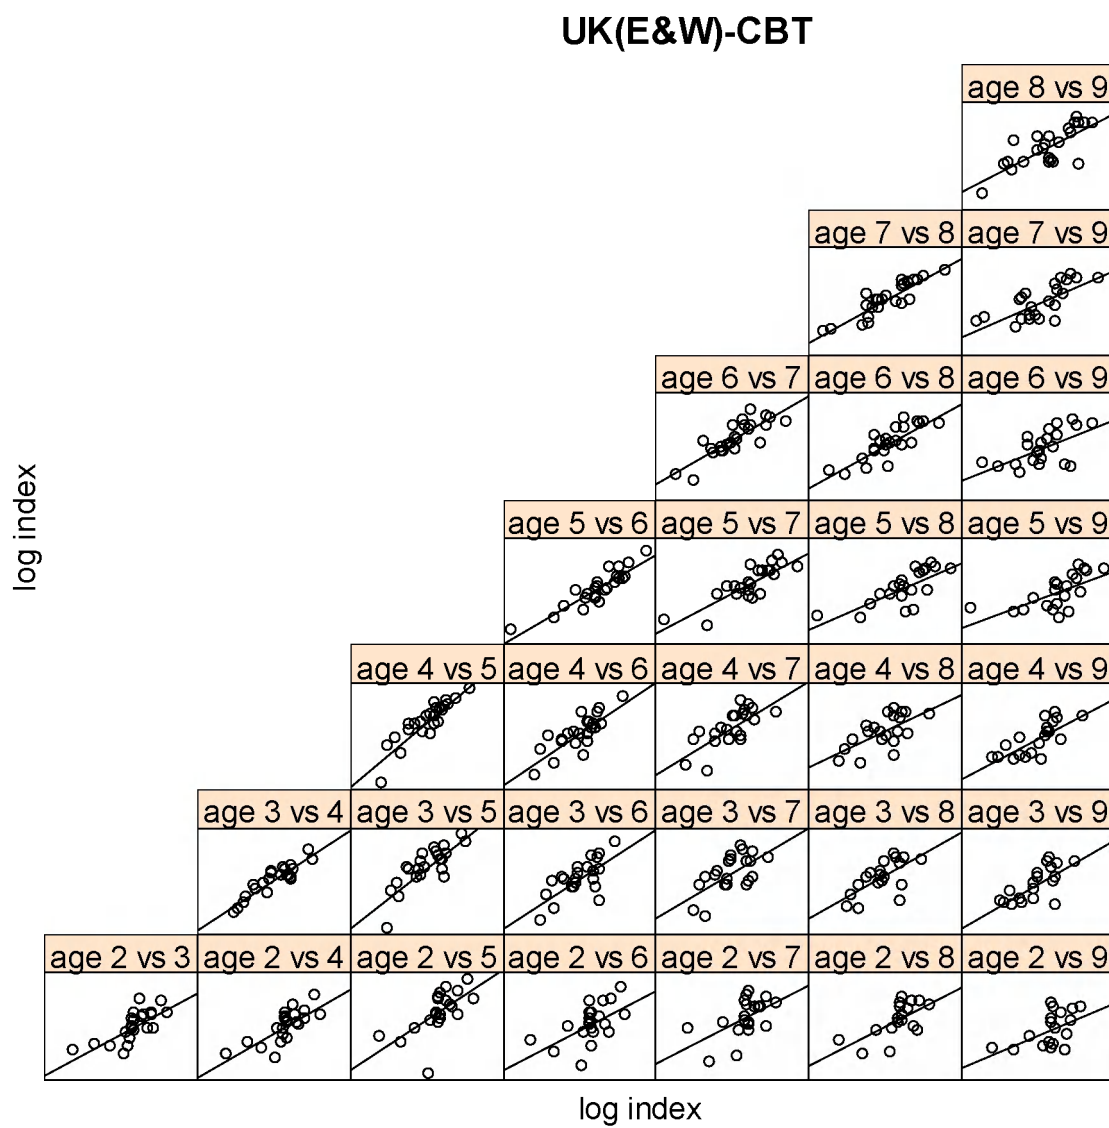 UK(E&W)-CBT
age 8 vs 9
age 7 vs 8 age 7 vs 9
age 6 vs 7 age 6 vs 8 age 6 vs 9
log index
age 5 vs 6 age 5 vs 7 age 5 vs 8 age 5 vs 9
age 4 vs 5 age 4 vs 6 age 4 vs 7 age 4 vs 8 age 4 vs 9
age 3 vs 4 age 3 vs 5 age 3 vs 6 age 3 vs 7 age 3 vs 8 age 3 vs 9
age 2 vs 3 age 2 vs 4 age 2 vs 5 age 2 vs 6 age 2 vs 7 age 2 vs 8 age 2 vs 9
log index